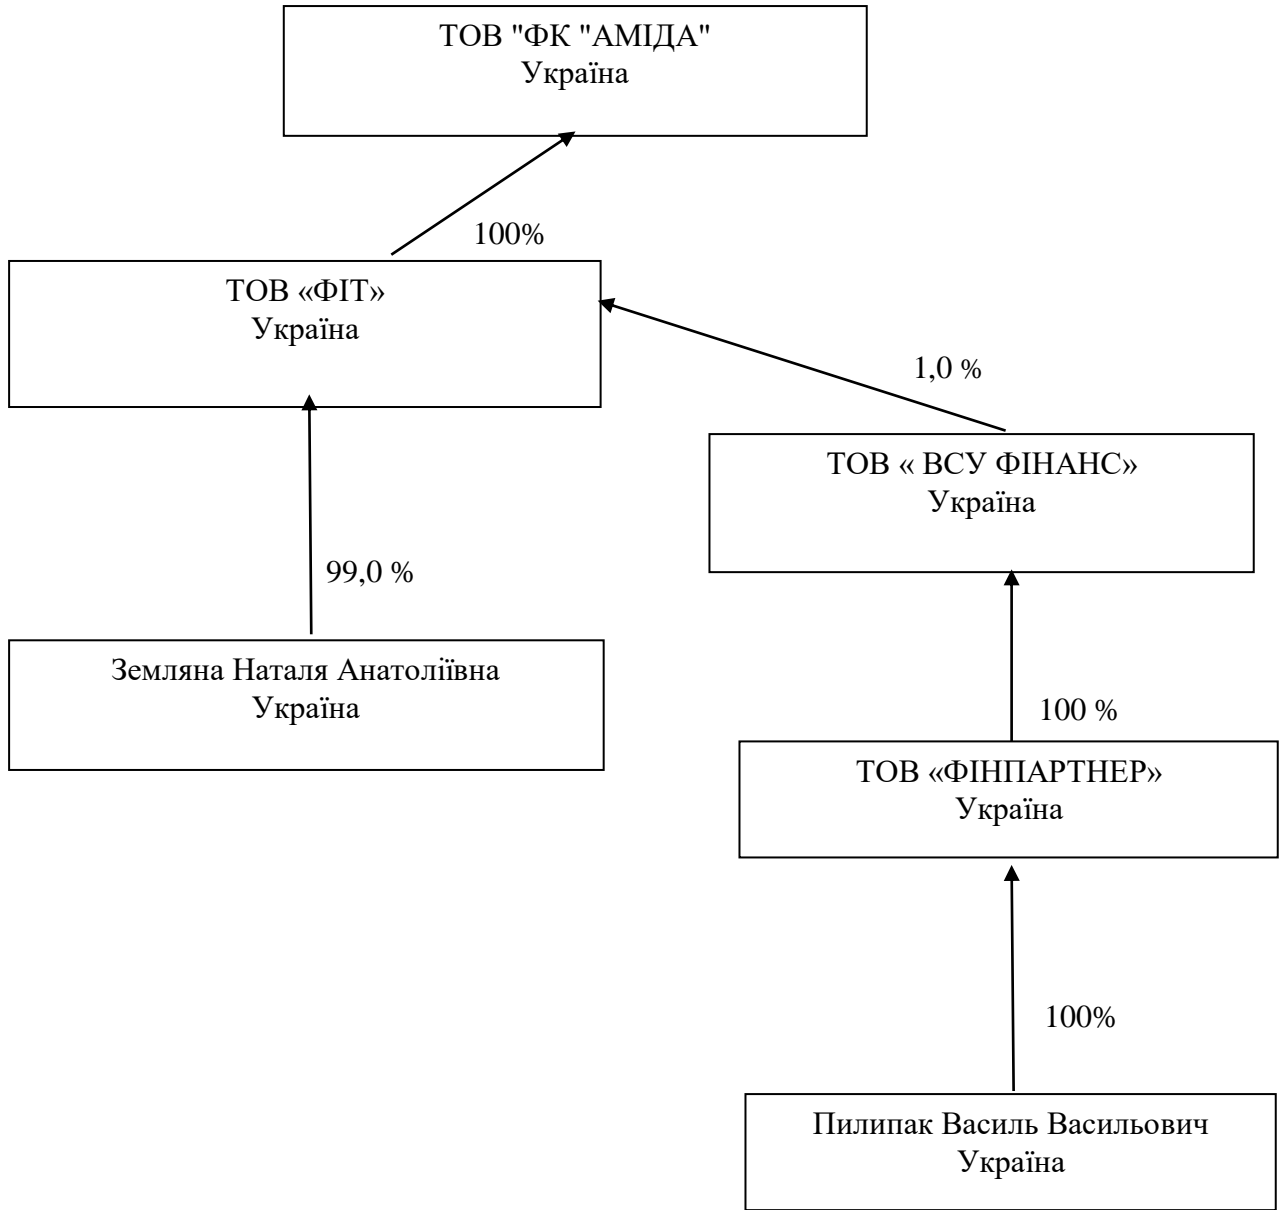 ТОВ "ФК "АМІДА"
Україна
100%
ТОВ «ФІТ»
Україна
1,0 %
ТОВ « ВСУ ФІНАНС»
Україна
99,0 %
Земляна Наталя Анатоліївна
Україна
100 %
ТОВ «ФІНПАРТНЕР»
Україна
100%
Пилипак Василь Васильович
Україна